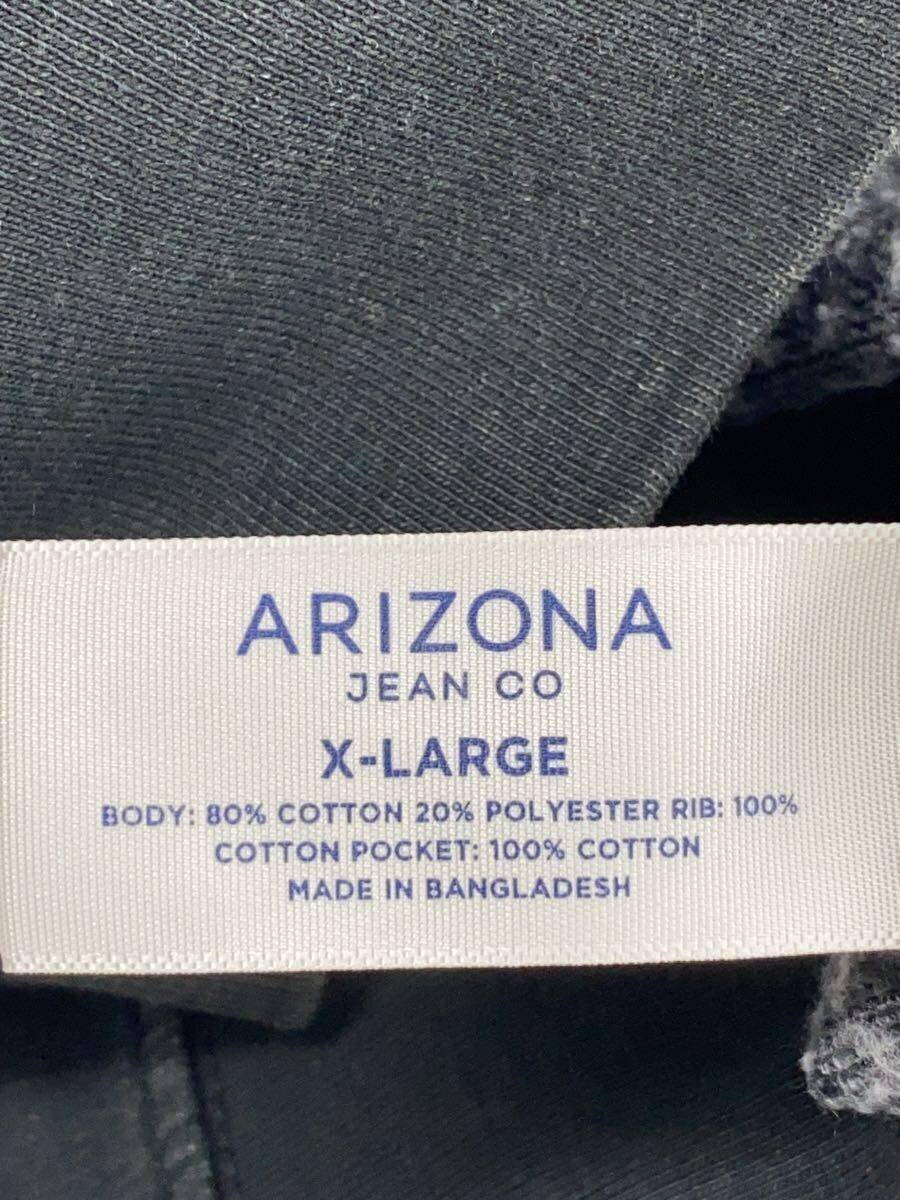 ARIZONA
JEAN CO
X-LARGE
BODY: 80% COTTON 20% POLYESTER RIB: 100%
COTTON POCKET: 100% COTTON
MADE IN BANGLADESH